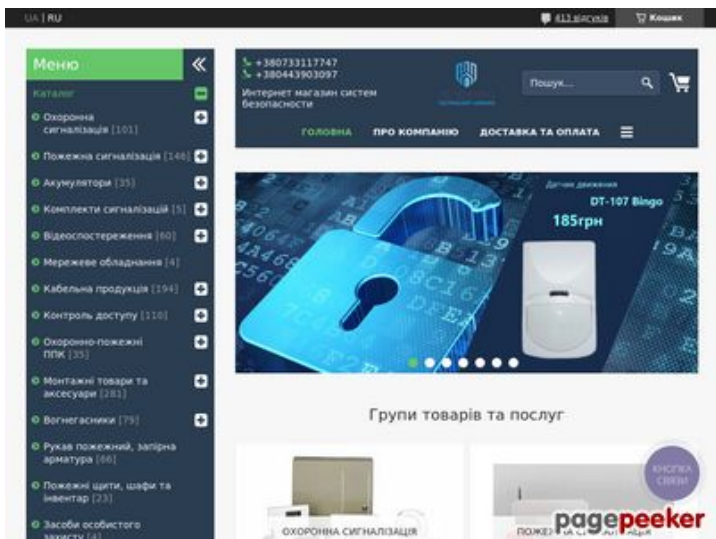 UA | RU
413 відгуків
Кошик
Меню
Каталог
Охоронна
сигналізація [101]
Пожежна сигналізація [146]
Акумулятори [35]
Комплекти сигналізацій [5]
Відеоспостереження [60]
Мережеве обладнання [4]
Кабельна продукція [194]
Контроль доступу [110]
Охоронно-пожежні
ППК [35]
Монтажні товари та
аксесуари [281]
Вогнегасники [79]
Рукав пожежний, запірна
арматура [66]
Пожежні щити, шафи та
інвентар [23]
Засоби особистого
захисту [4]
+380733117747
+380443903097
Интернет магазин систем
безопасности
Пошук...
ГОЛОВНА
ПРО КОМПАНІЮ
ДОСТАВКА ТА ОПЛАТА
Датчик движения
DT-107 Bingo
185грн
Групи товарів та послуг
ОХОРОННА СИГНАЛІЗАЦІЯ
КНОПКА
СВЯЗИ
pagepeeker